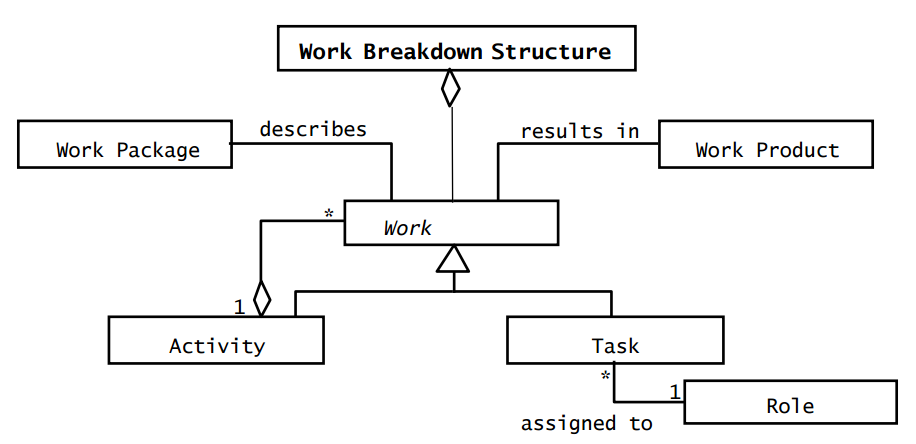 Work Breakdown Structure
describes
results in
Work Package
Work Product
*
Work
1
Activity
Task
*
1
Role
assigned to